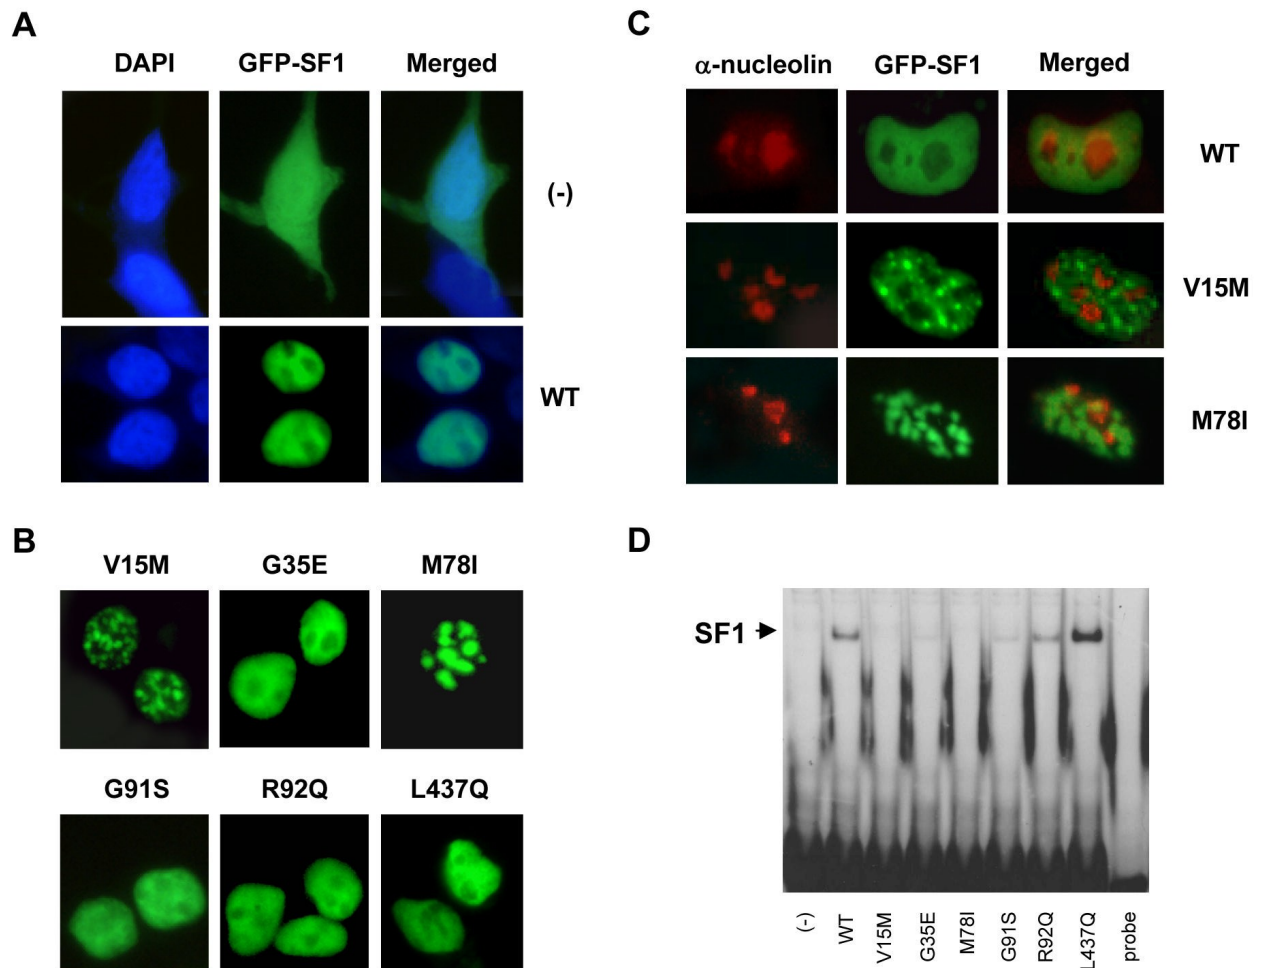 A
DAPI GFP-SF1 Merged
(-)
WT
B
V15M G35E M78I
G91S R92Q L437Q
C
α-nucleolin GFP-SF1 Merged
WT
V15M
M78I
D
SF1
(-) WT V15M G35E M78I G91S R92Q L437Q probe